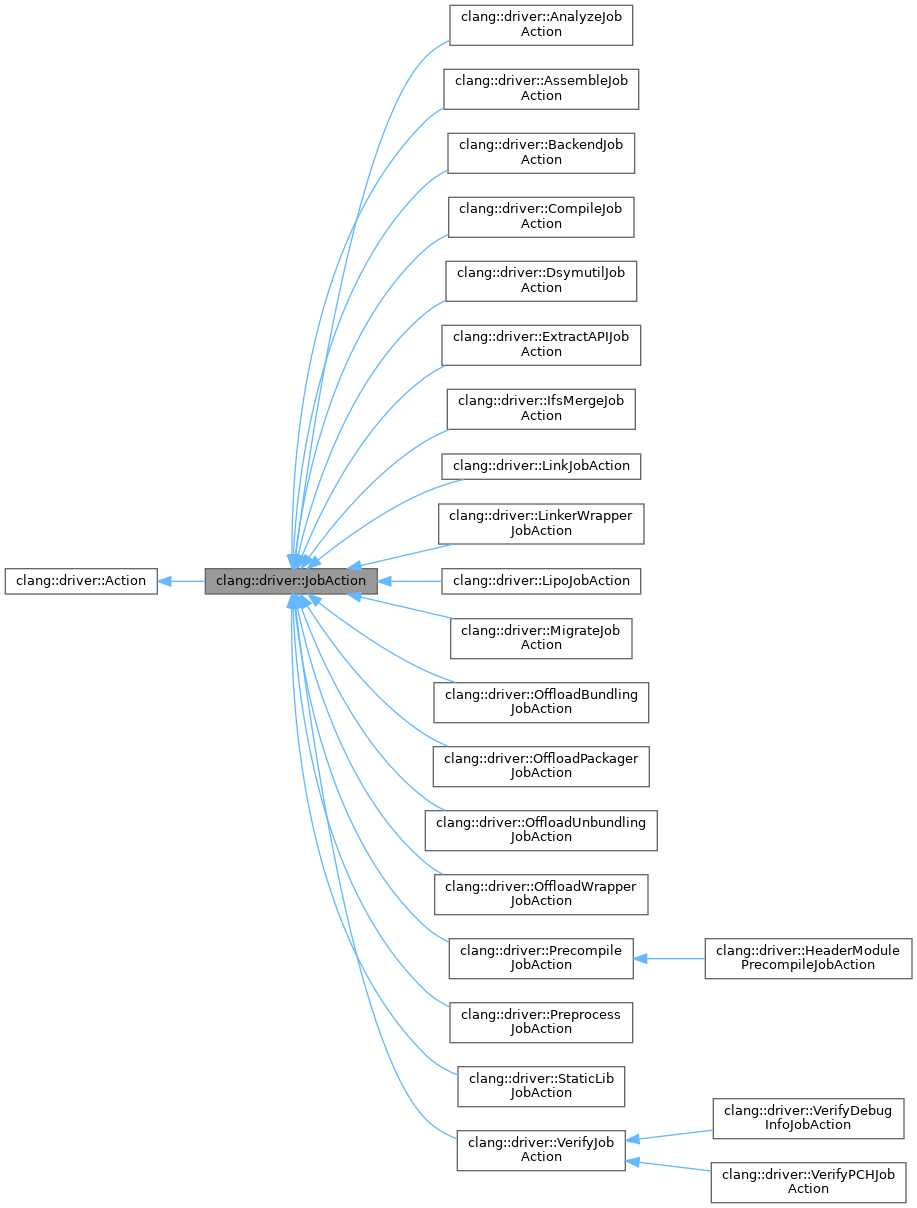 clang::driver::AnalyzeJob
Action
clang::driver::AssembleJob
Action
clang::driver::BackendJob
Action
clang::driver::CompileJob
Action
clang::driver::DsymutilJob
Action
clang::driver::ExtractAPIJob
Action
clang::driver::IfsMergeJob
Action
clang::driver::LinkJobAction
clang::driver::LinkerWrapper
JobAction
clang::driver::Action
clang::driver::JobAction
clang::driver::LipoJobAction
clang::driver::MigrateJob
Action
clang::driver::OffloadBundling
JobAction
clang::driver::OffloadPackager
JobAction
clang::driver::OffloadUnbundling
JobAction
clang::driver::OffloadWrapper
JobAction
clang::driver::Precompile
JobAction
clang::driver::HeaderModule
PrecompileJobAction
clang::driver::Preprocess
JobAction
clang::driver::StaticLib
JobAction
clang::driver::VerifyJob
Action
clang::driver::VerifyDebug
InfoJobAction
clang::driver::VerifyPCHJob
Action